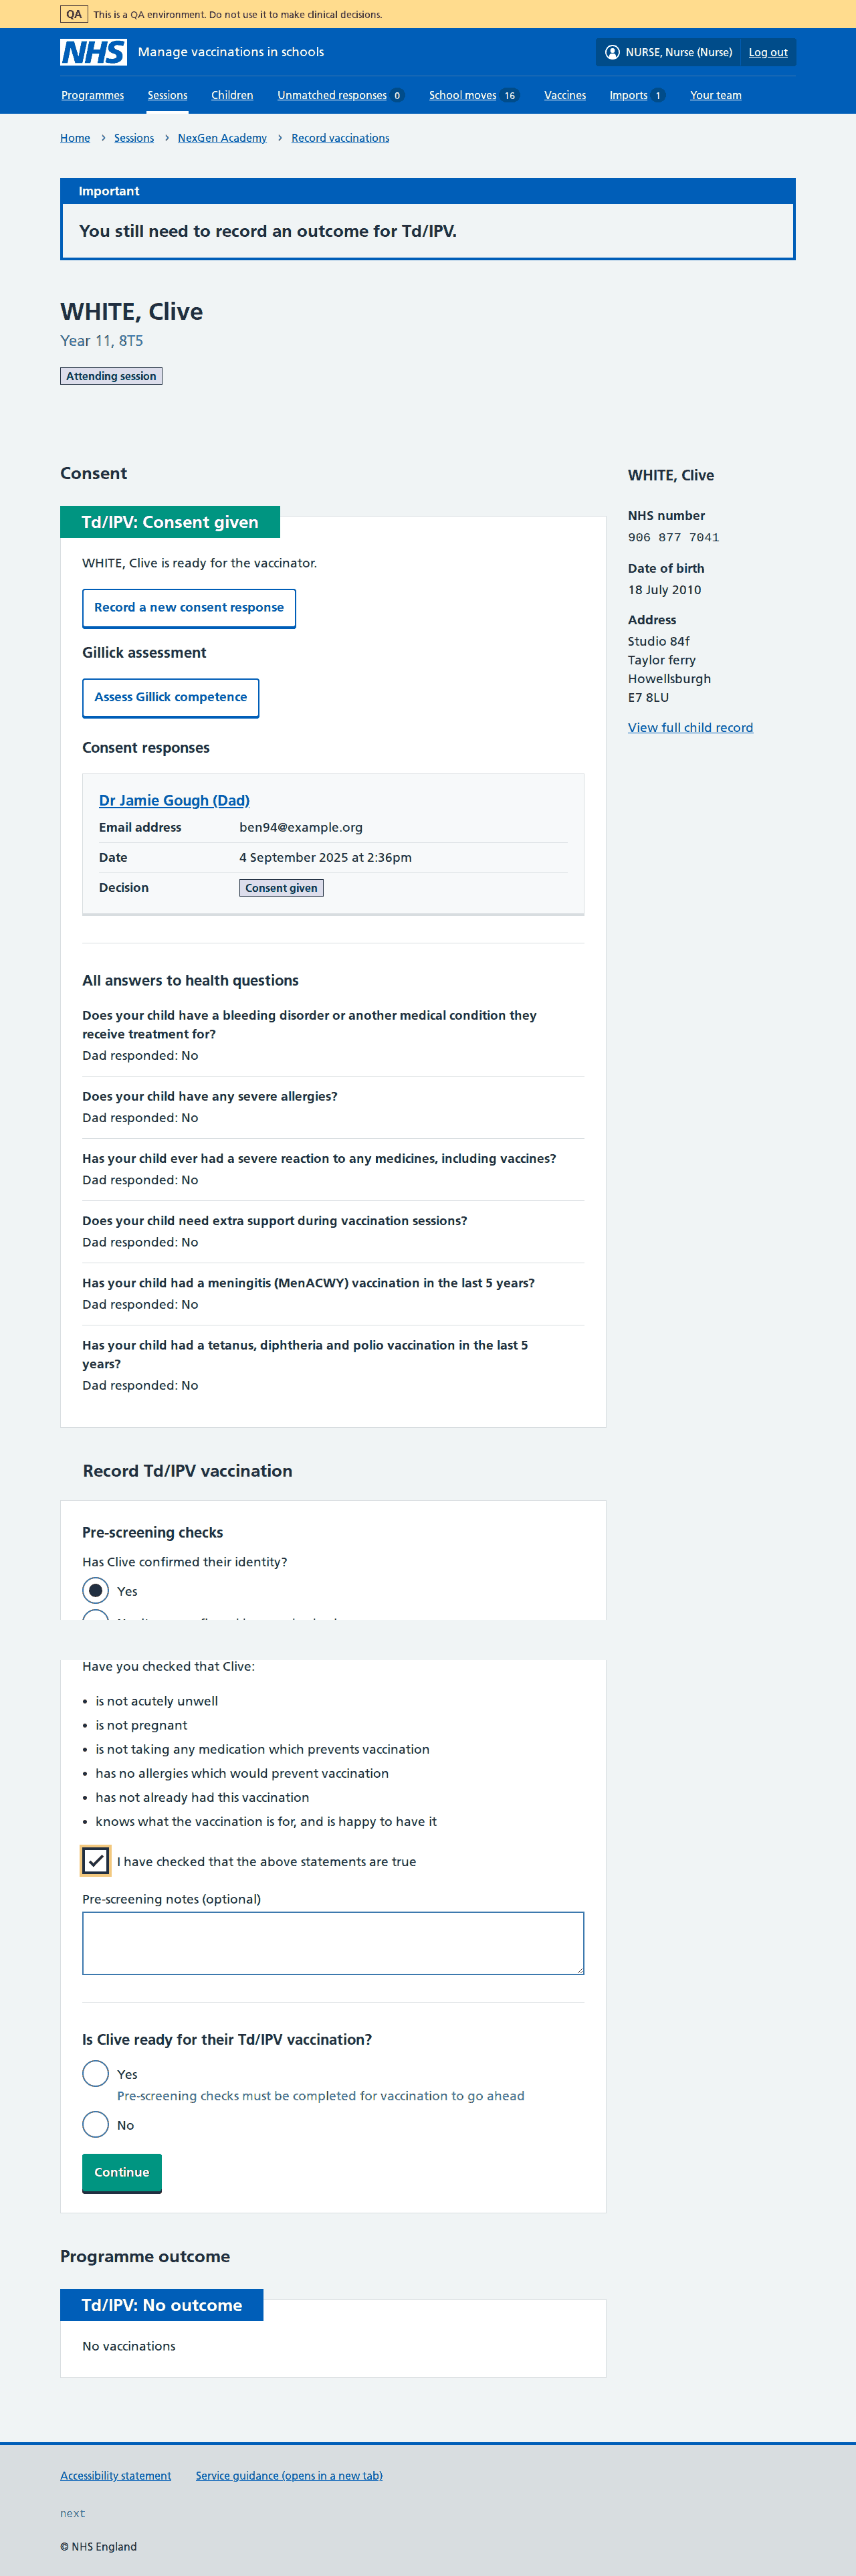 QA This is a QA environment. Do not use it to make clinical decisions.
NHS Manage vaccinations in schools NURSE, Nurse (Nurse) Log out
Programmes Sessions Children Unmatched responses 0 School moves 16 Vaccines Imports 1 Your team
Home › Sessions › NexGen Academy › Record vaccinations
Important
You still need to record an outcome for Td/IPV.
WHITE, Clive
Year 11, 8T5
Attending session
Consent
Td/IPV: Consent given
WHITE, Clive is ready for the vaccinator.
Record a new consent response
Gillick assessment
Assess Gillick competence
Consent responses
Dr Jamie Gough (Dad)
Email address ben94@example.org
Date 4 September 2025 at 2:36pm
Decision Consent given
All answers to health questions
Does your child have a bleeding disorder or another medical condition they
receive treatment for?
Dad responded: No
Does your child have any severe allergies?
Dad responded: No
Has your child ever had a severe reaction to any medicines, including vaccines?
Dad responded: No
Does your child need extra support during vaccination sessions?
Dad responded: No
Has your child had a meningitis (MenACWY) vaccination in the last 5 years?
Dad responded: No
Has your child had a tetanus, diphtheria and polio vaccination in the last 5
years?
Dad responded: No
WHITE, Clive
NHS number
906 877 7041
Date of birth
18 July 2010
Address
Studio 84f
Taylor ferry
Howellsburgh
E7 8LU
View full child record
Record Td/IPV vaccination
Pre-screening checks
Has Clive confirmed their identity?
Yes
Have you checked that Clive:
• is not acutely unwell
• is not pregnant
• is not taking any medication which prevents vaccination
• has no allergies which would prevent vaccination
• has not already had this vaccination
• knows what the vaccination is for, and is happy to have it
I have checked that the above statements are true
Pre-screening notes (optional)
Is Clive ready for their Td/IPV vaccination?
Yes
Pre-screening checks must be completed for vaccination to go ahead
No
Continue
Programme outcome
Td/IPV: No outcome
No vaccinations
Accessibility statement Service guidance (opens in a new tab)
next
© NHS England